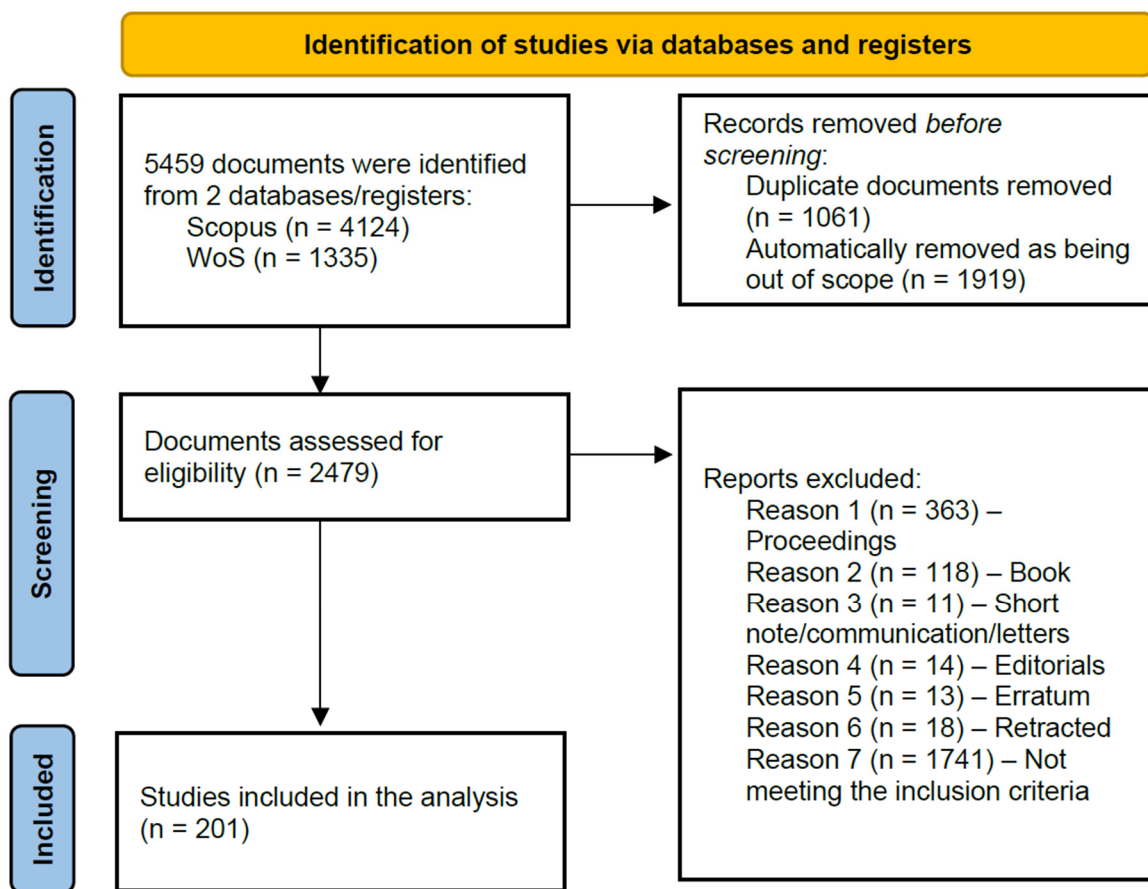 Identification of studies via databases and registers
Identification
5459 documents were identified
from 2 databases/registers:
Scopus (n = 4124)
WoS (n = 1335)
Records removed before
screening:
Duplicate documents removed
(n = 1061)
Automatically removed as being
out of scope (n = 1919)
Screening
Documents assessed for
eligibility (n = 2479)
Reports excluded:
Reason 1 (n = 363) –
Proceedings
Reason 2 (n = 118) – Book
Reason 3 (n = 11) – Short
note/communication/letters
Reason 4 (n = 14) – Editorials
Reason 5 (n = 13) – Erratum
Reason 6 (n = 18) – Retracted
Reason 7 (n = 1741) – Not
meeting the inclusion criteria
Included
Studies included in the analysis
(n = 201)